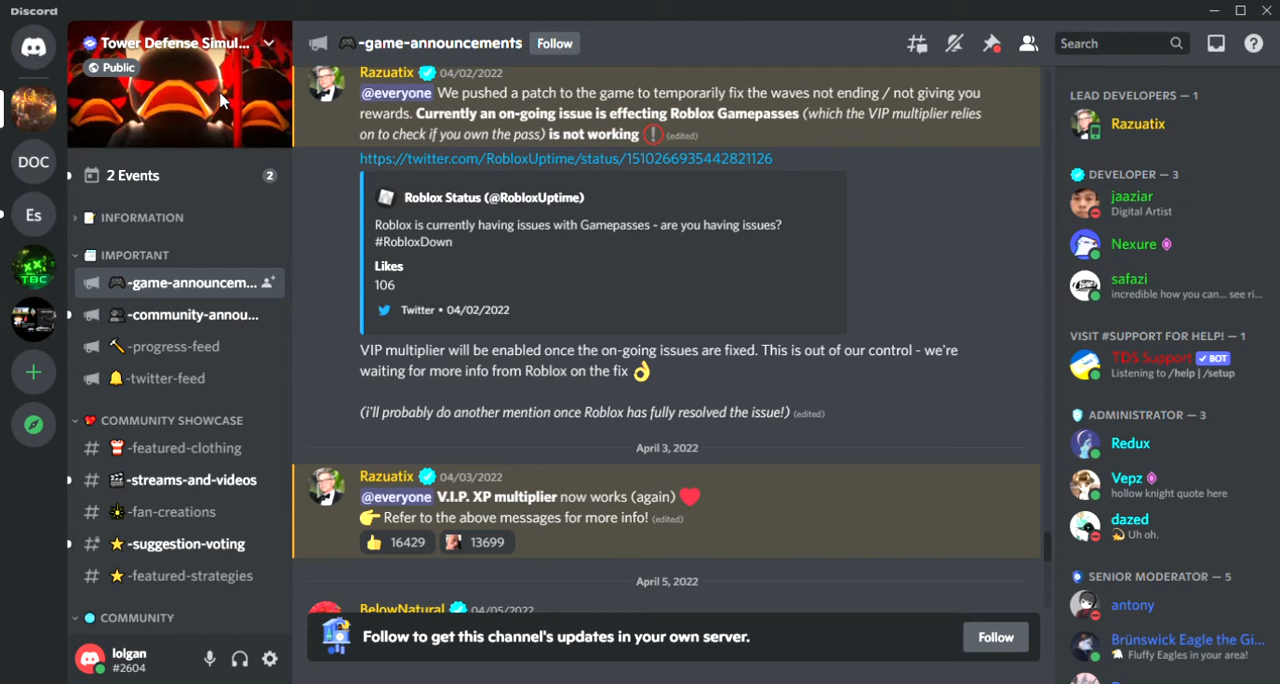 Discord
Tower Defense Simul...
Public
2 Events
2
INFORMATION
IMPORTANT
-game-announcem...
-community-annou...
-progress-feed
-twitter-feed
COMMUNITY SHOWCASE
-featured-clothing
-streams-and-videos
-fan-creations
-suggestion-voting
-featured-strategies
COMMUNITY
lolgan
#2604
DOC
Es
TBC
-game-announcements
Follow
Search
Razuatix 04/02/2022
@everyone We pushed a patch to the game to temporarily fix the waves not ending / not giving you
rewards. Currently an on-going issue is effecting Roblox Gamepasses (which the VIP multiplier relies
on to check if you own the pass) is not working ❗ (edited)
https://twitter.com/RobloxUptime/status/1510266935442821126
Roblox Status (@RobloxUptime)
Roblox is currently having issues with Gamepasses - are you having issues?
#RobloxDown
Likes
106
Twitter • 04/02/2022
VIP multiplier will be enabled once the on-going issues are fixed. This is out of our control - we're
waiting for more info from Roblox on the fix 👌
(i'll probably do another mention once Roblox has fully resolved the issue!) (edited)
April 3, 2022
Razuatix 04/03/2022
@everyone V.I.P. XP multiplier now works (again) ❤️
👉 Refer to the above messages for more info! (edited)
👍 16429 13699
April 5, 2022
BelowNatural 04/05/2022
Follow to get this channel's updates in your own server.
Follow
LEAD DEVELOPERS — 1
Razuatix
DEVELOPER — 3
jaaziar
Digital Artist
Nexure
safazi
incredible how you can... see ri...
VISIT #SUPPORT FOR HELP! — 1
TDS Support ✓ BOT
Listening to /help | /setup
ADMINISTRATOR — 3
Redux
Vepz
hollow knight quote here
dazed
Uh oh.
SENIOR MODERATOR — 5
antony
Brünswick Eagle the Gi...
Fluffy Eagles in your area!